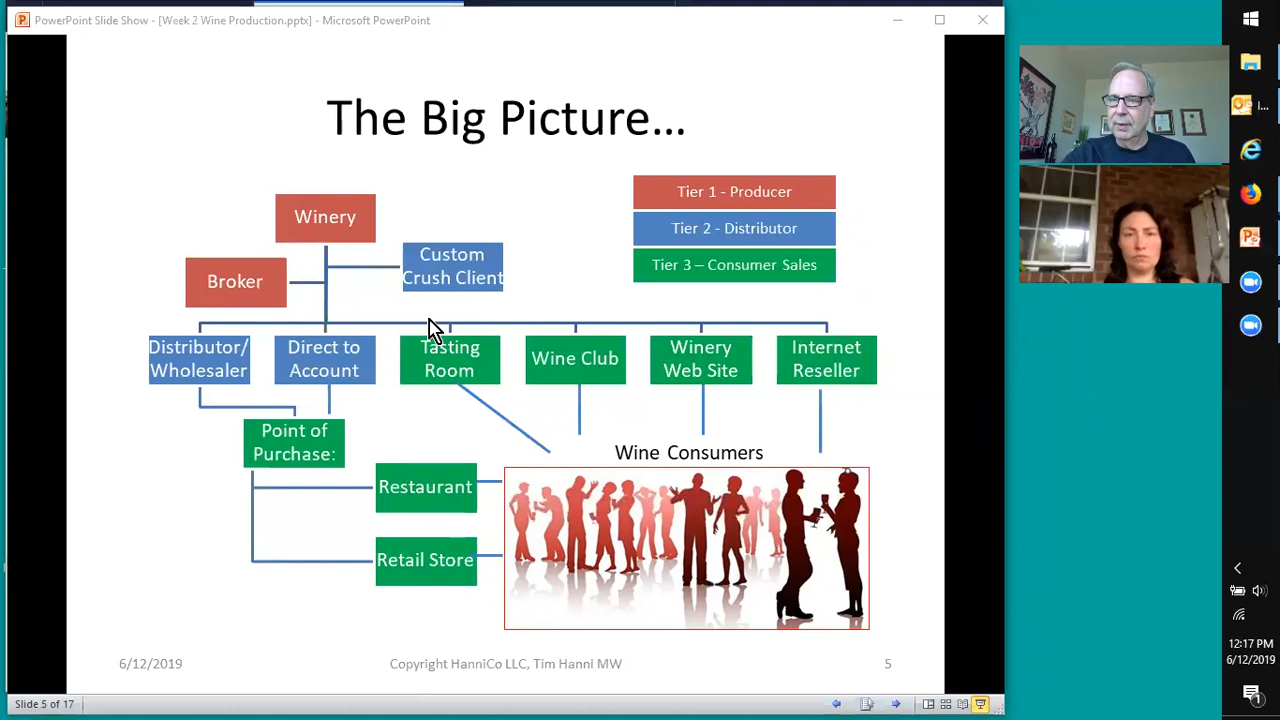 PowerPoint Slide Show - [Week 2 Wine Production.pptx] - Microsoft PowerPoint
The Big Picture...
Tier 1 - Producer
Tier 2 - Distributor
Tier 3 – Consumer Sales
Winery
Custom
Crush Client
Broker
Distributor/
Wholesaler
Direct to
Account
Tasting
Room
Wine Club
Winery
Web Site
Internet
Reseller
Point of
Purchase:
Wine Consumers
Restaurant
Retail Store
6/12/2019
Copyright HanniCo LLC, Tim Hanni MW
5
Slide 5 of 17
12:17 PM
6/12/2019
1